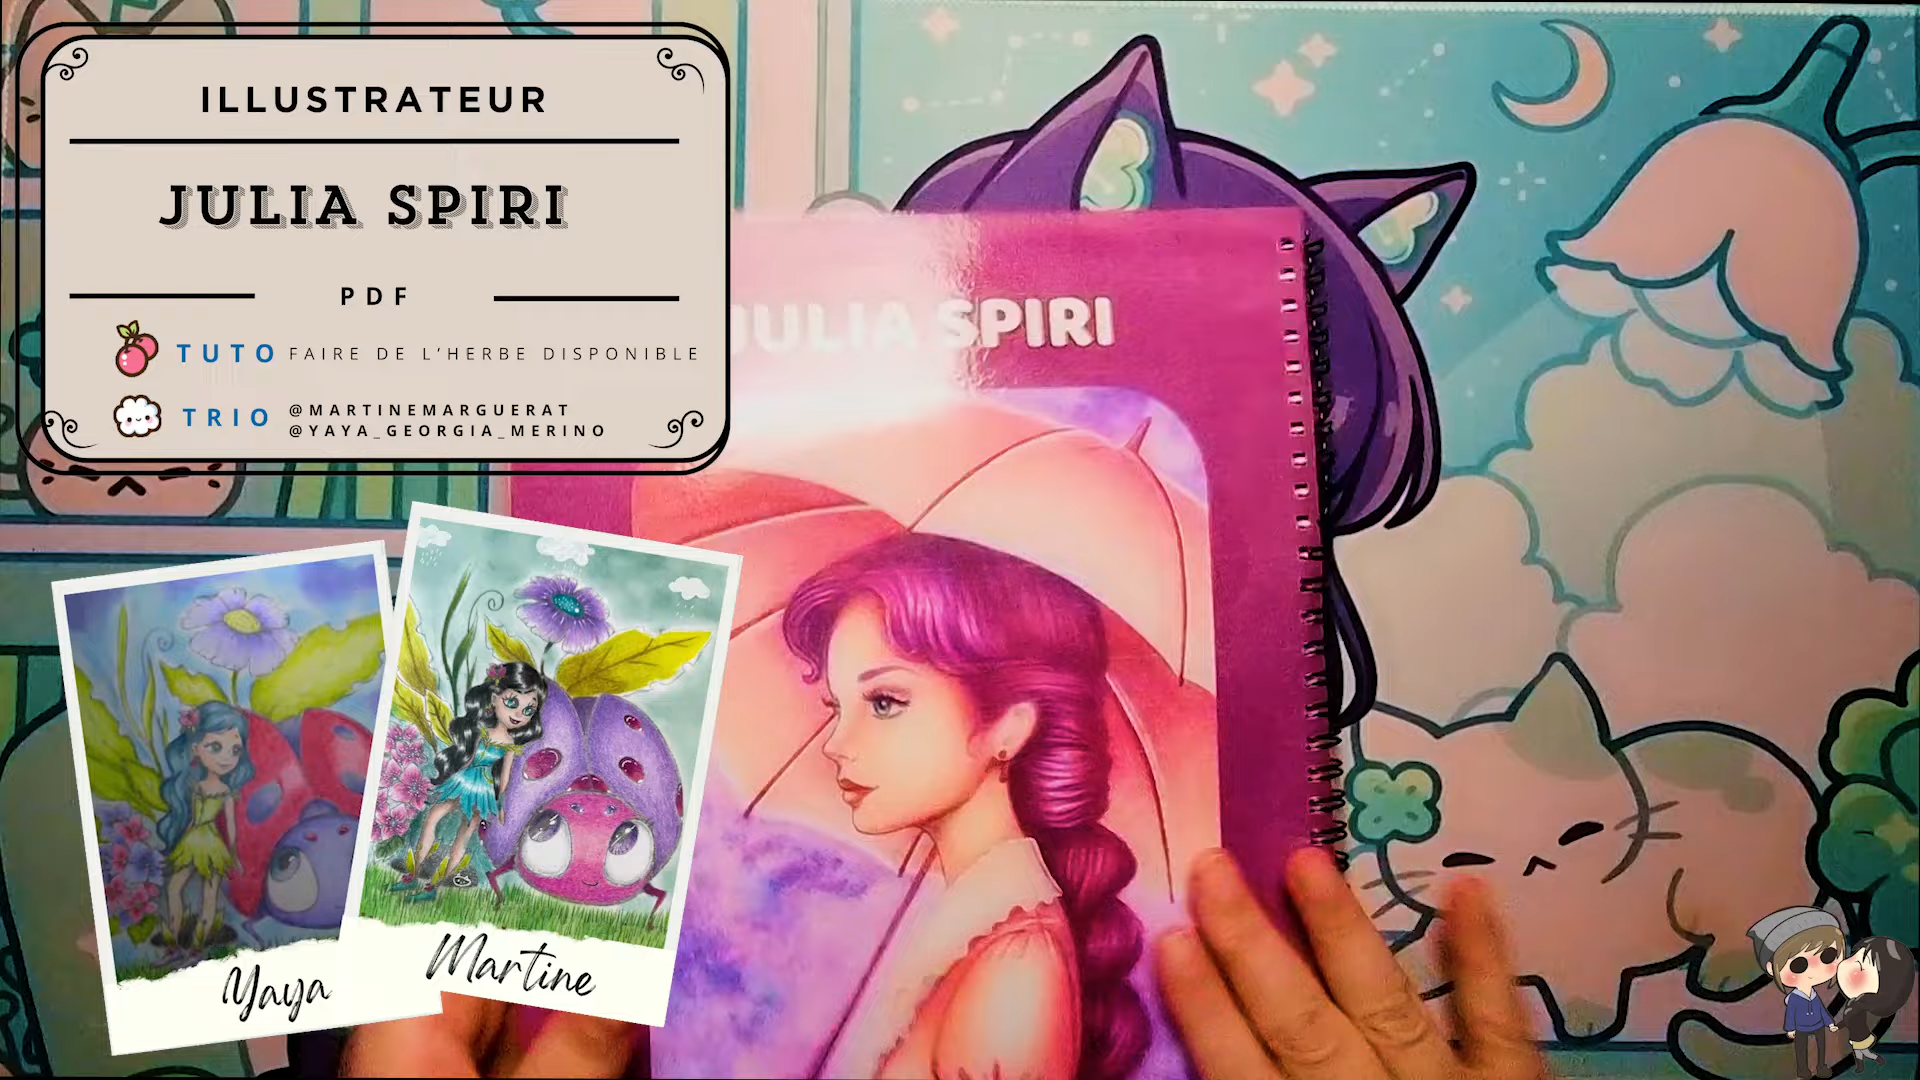 ILLUSTRATEUR
JULIA SPIRI
PDF
TUTO FAIRE DE L'HERBE DISPONIBLE
TRIO @MARTINEMARGUERAT
@YAYA_GEORGIA_MERINO
JULIA SPIRI
Yaya
Martine